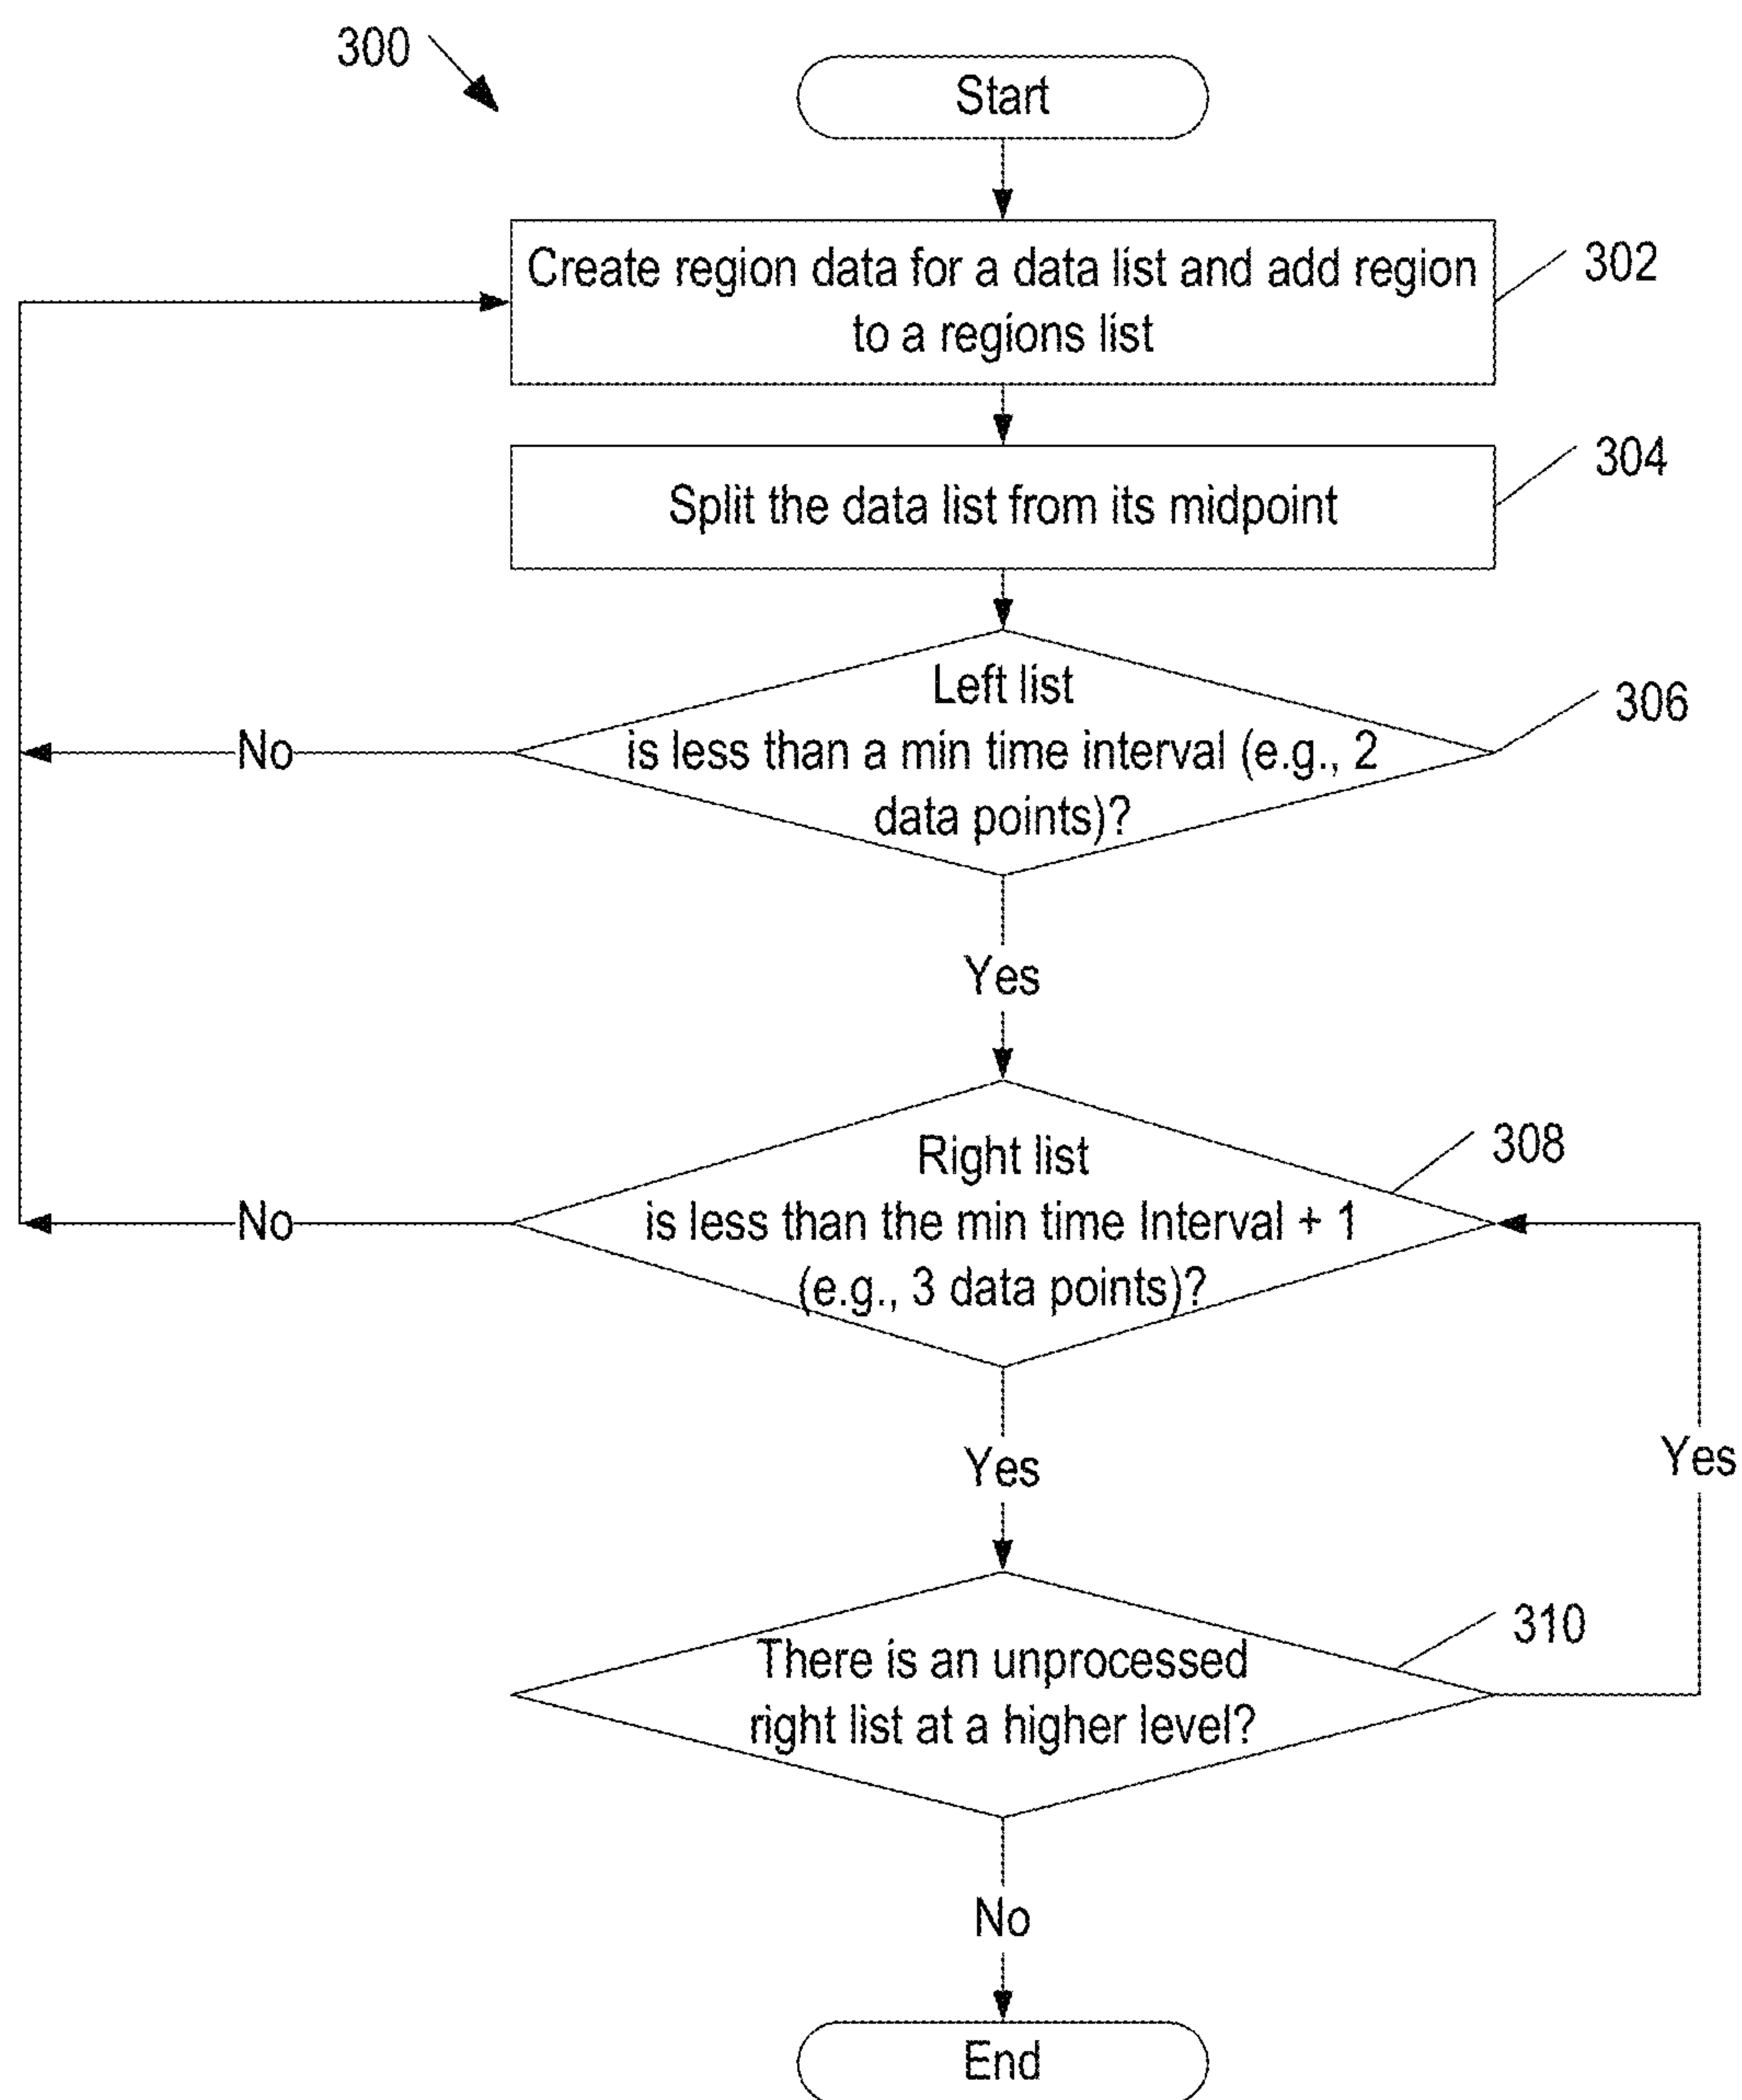 300
Start
Create region data for a data list and add region
to a regions list
302
Split the data list from its midpoint
304
Left list
is less than a min time interval (e.g., 2
data points)?
306
No
Yes
Right list
is less than the min time Interval + 1
(e.g., 3 data points)?
308
No
Yes
Yes
There is an unprocessed
right list at a higher level?
310
No
End